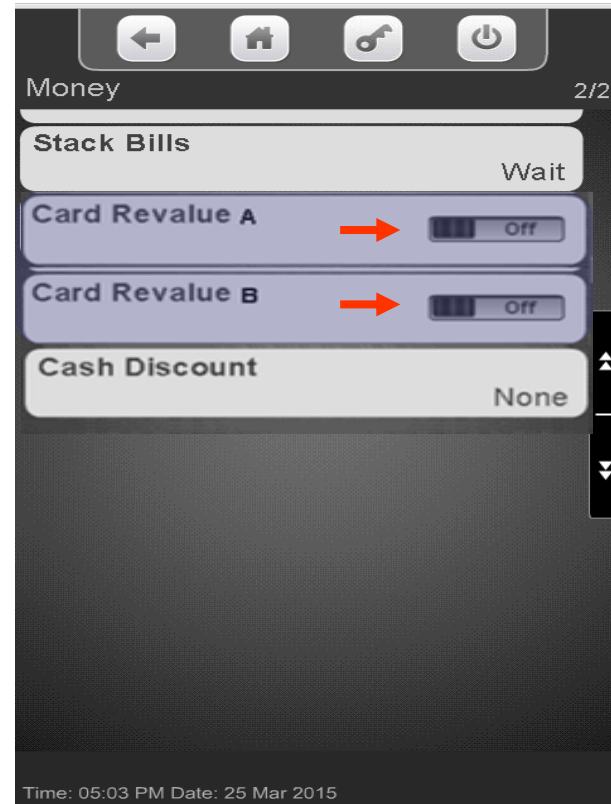 Money 2/2
Stack Bills
Wait
Card Revalue A Off
Card Revalue B Off
Cash Discount
None
Time: 05:03 PM Date: 25 Mar 2015